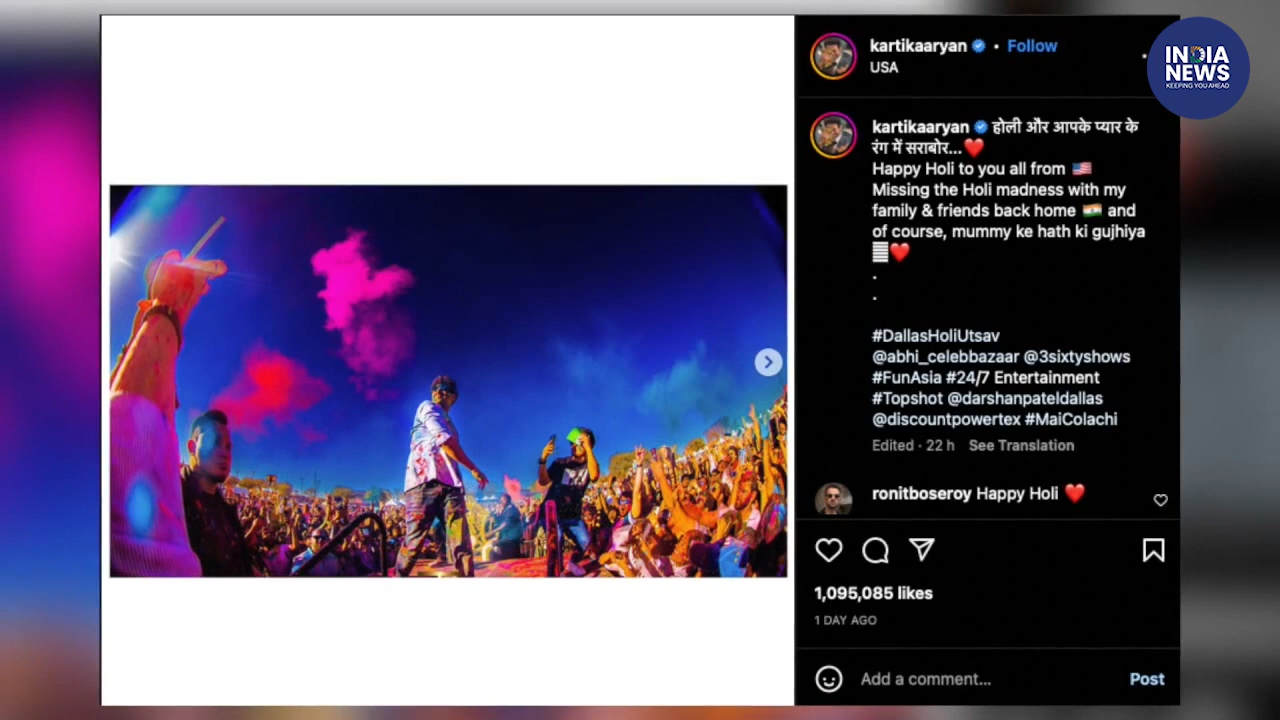 kartikaaryan • Follow
USA
INDIA
NEWS
KEEPING YOU AHEAD
kartikaaryan होली और आपके प्यार के
रंग में सराबोर...❤️
Happy Holi to you all from 🇺🇸
Missing the Holi madness with my
family & friends back home 🇮🇳 and
of course, mummy ke hath ki gujhiya
❤️
.
.
#DallasHoliUtsav
@abhi_celebbazaar @3sixtyshows
#FunAsia #24/7 Entertainment
#Topshot @darshanpateldallas
@discountpowertex #MaiColachi
Edited · 22 h See Translation
ronitboseroy Happy Holi ❤️
1,095,085 likes
1 DAY AGO
Add a comment...
Post